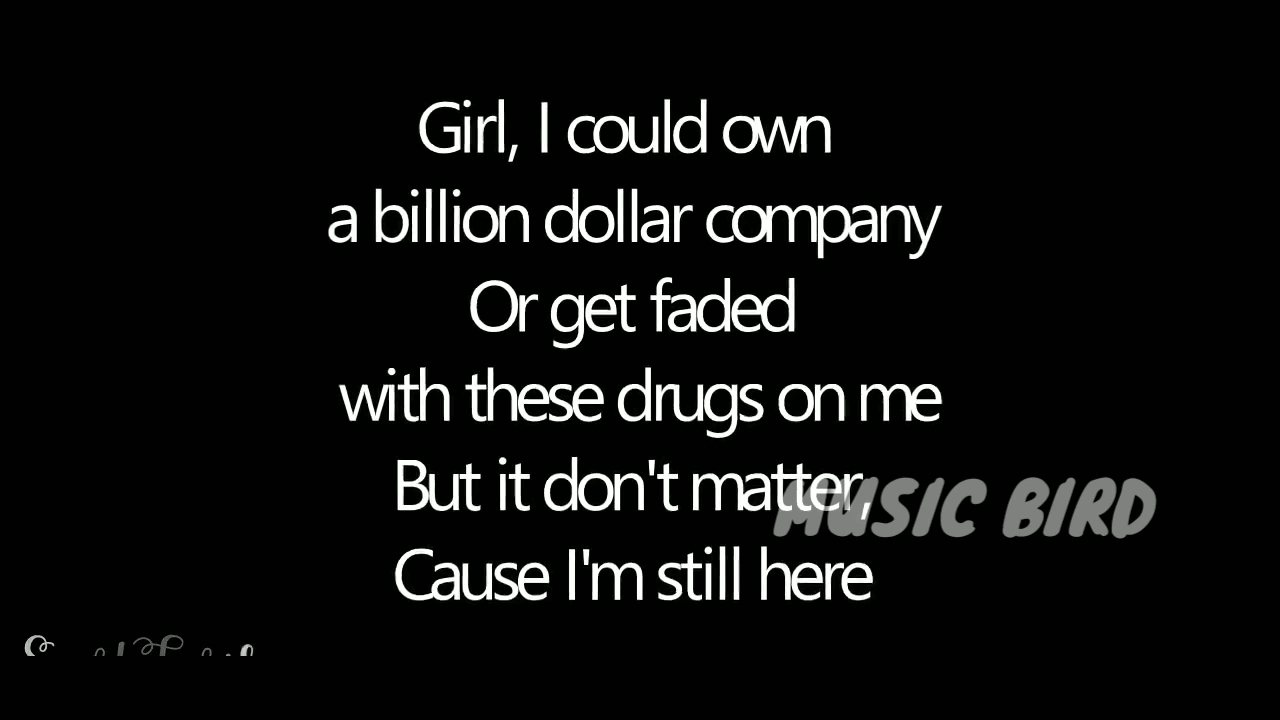 Girl, I could own
a billion dollar company
Or get faded
with these drugs on me
But it don't matter,
MUSIC BIRD
Cause I'm still here